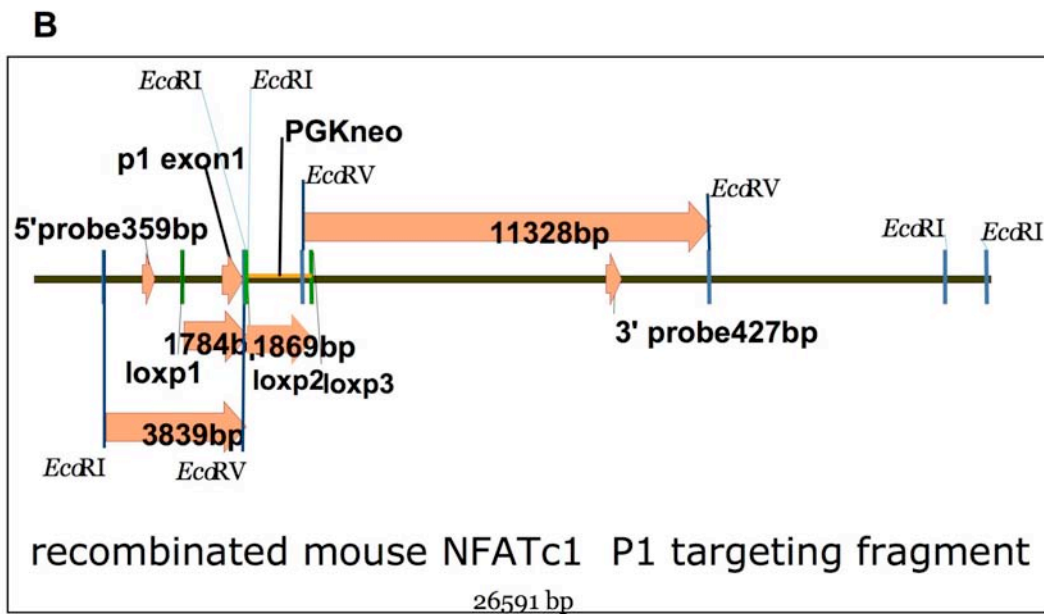 B
EcoRI
EcoRI
PGKneo
p1 exon1
EcoRV
EcoRV
5'probe359bp
11328bp
EcoRI
EcoRI
3' probe427bp
1784b
1869bp
loxp1
loxp2
loxp3
3839bp
EcoRI
EcoRV
recombinated mouse NFATc1 P1 targeting fragment
26591 bp